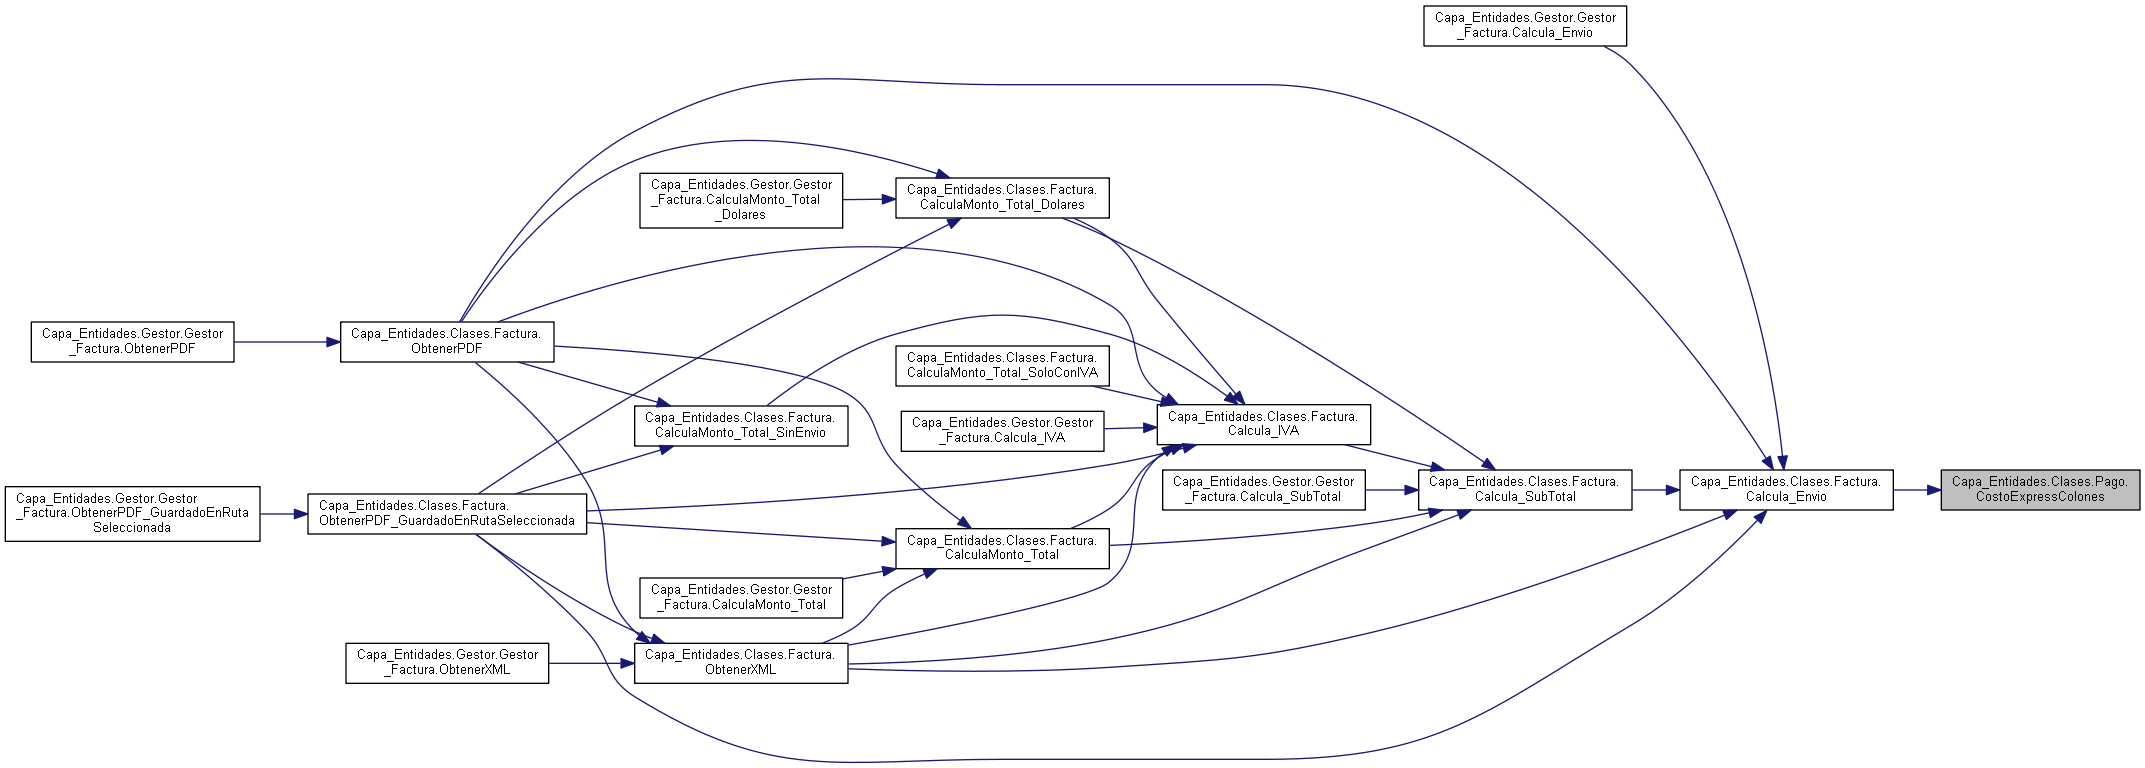 Capa_Entidades.Gestor.Gestor
_Factura.Calcula_Envio
Capa_Entidades.Gestor.Gestor
_Factura.CalculaMonto_Total
_Dolares
Capa_Entidades.Clases.Factura.
CalculaMonto_Total_Dolares
Capa_Entidades.Gestor.Gestor
_Factura.ObtenerPDF
Capa_Entidades.Clases.Factura.
ObtenerPDF
Capa_Entidades.Clases.Factura.
CalculaMonto_Total_SoloConIVA
Capa_Entidades.Clases.Factura.
CalculaMonto_Total_SinEnvio
Capa_Entidades.Gestor.Gestor
_Factura.Calcula_IVA
Capa_Entidades.Clases.Factura.
Calcula_IVA
Capa_Entidades.Gestor.Gestor
_Factura.Calcula_SubTotal
Capa_Entidades.Clases.Factura.
Calcula_SubTotal
Capa_Entidades.Clases.Factura.
Calcula_Envio
Capa_Entidades.Clases.Pago.
CostoExpressColones
Capa_Entidades.Gestor.Gestor
_Factura.ObtenerPDF_GuardadoEnRuta
Seleccionada
Capa_Entidades.Clases.Factura.
ObtenerPDF_GuardadoEnRutaSeleccionada
Capa_Entidades.Clases.Factura.
CalculaMonto_Total
Capa_Entidades.Gestor.Gestor
_Factura.CalculaMonto_Total
Capa_Entidades.Gestor.Gestor
_Factura.ObtenerXML
Capa_Entidades.Clases.Factura.
ObtenerXML